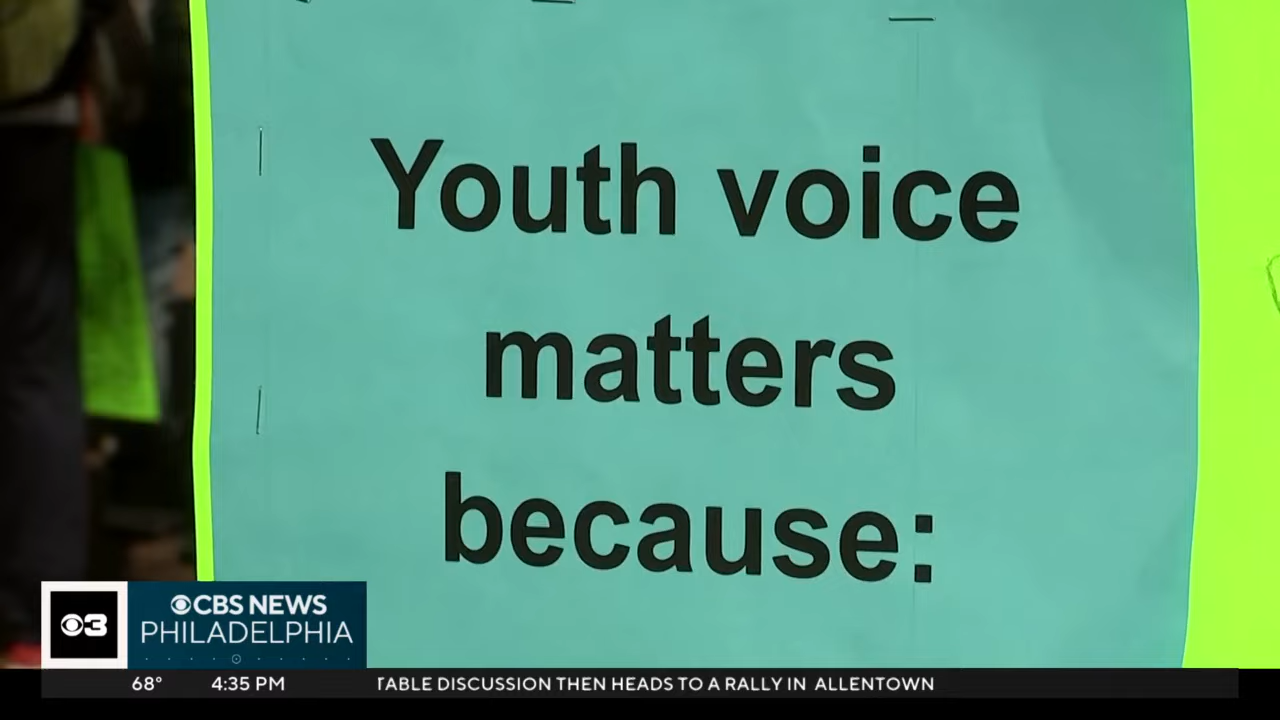 Youth voice
matters
because:
3
CBS NEWS
PHILADELPHIA
68° 4:35 PM TABLE DISCUSSION THEN HEADS TO A RALLY IN ALLENTOWN